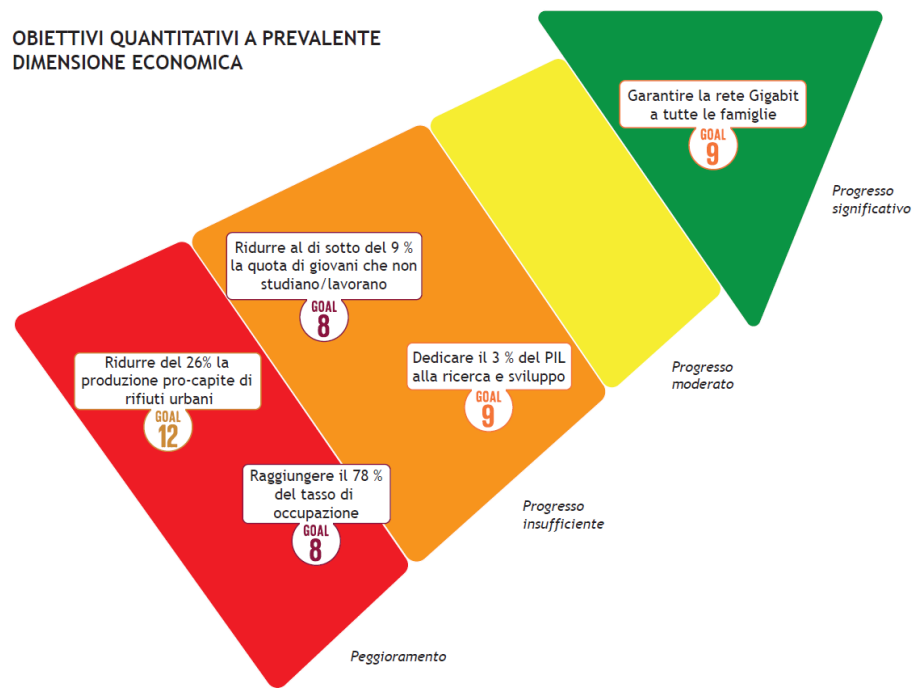 OBIETTIVI QUANTITATIVI A PREVALENTE
DIMENSIONE ECONOMICA
Garantire la rete Gigabit
a tutte le famiglie
GOAL
9
Progresso
significativo
Ridurre al di sotto del 9 %
la quota di giovani che non
studiano/lavorano
GOAL
8
Dedicare il 3 % del PIL
alla ricerca e sviluppo
GOAL
9
Progresso
moderato
Ridurre del 26% la
produzione pro-capite di
rifiuti urbani
GOAL
12
Raggiungere il 78 %
del tasso di
occupazione
GOAL
8
Progresso
insufficiente
Peggioramento